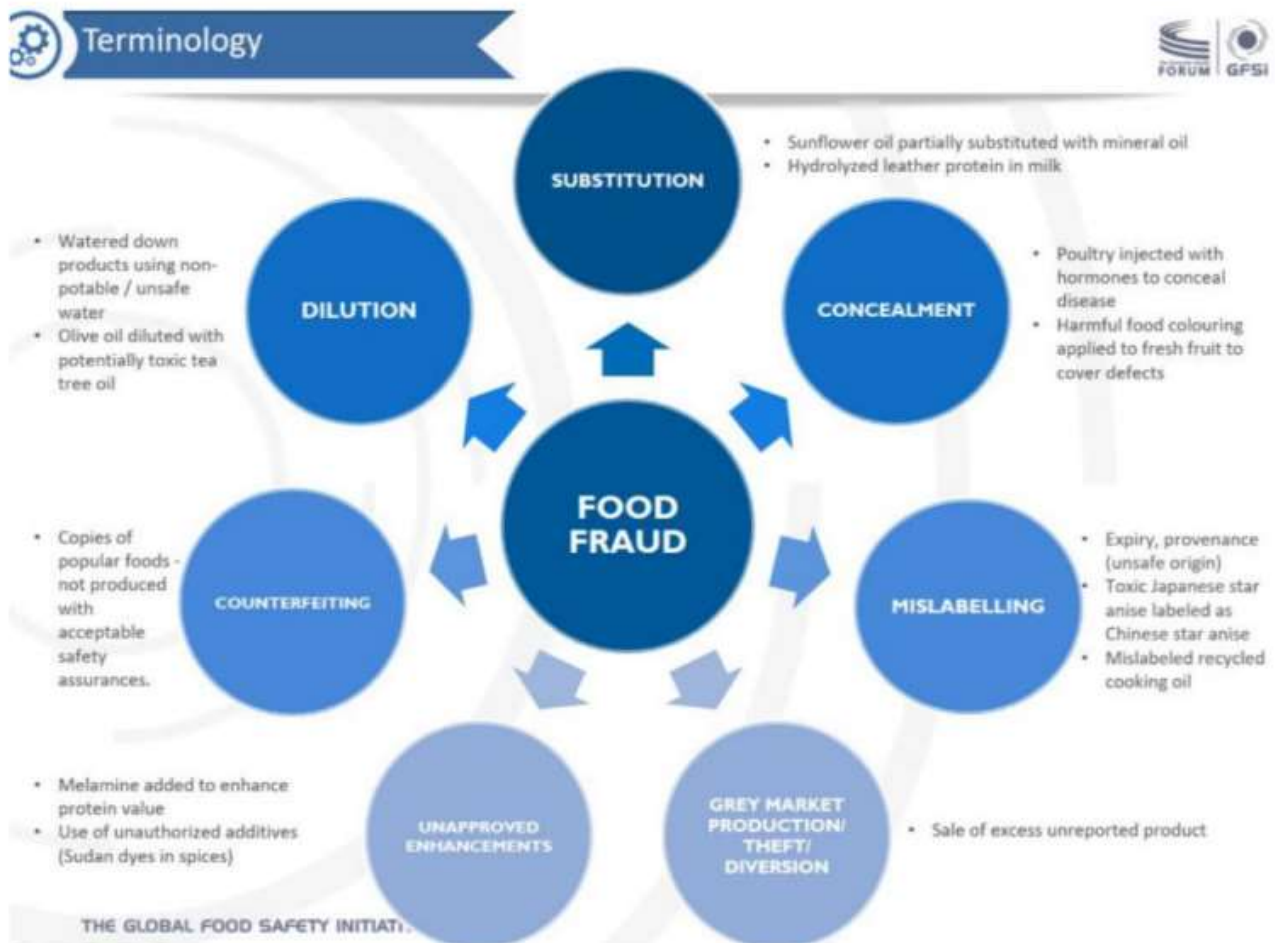 Terminology
FORUM
GFSi
SUBSTITUTION
• Sunflower oil partially substituted with mineral oil
• Hydrolyzed leather protein in milk
CONCEALMENT
• Poultry injected with
hormones to conceal
disease
• Harmful food colouring
applied to fresh fruit to
cover defects
MISLABELLING
• Expiry, provenance
(unsafe origin)
• Toxic Japanese star
anise labeled as
Chinese star anise
• Mislabeled recycled
cooking oil
GREY MARKET
PRODUCTION/
THEFT/
DIVERSION
• Sale of excess unreported product
UNAPPROVED
ENHANCEMENTS
• Melamine added to enhance
protein value
• Use of unauthorized additives
(Sudan dyes in spices)
COUNTERFEITING
• Copies of
popular foods -
not produced
with
acceptable
safety
assurances.
DILUTION
• Watered down
products using non-
potable / unsafe
water
• Olive oil diluted with
potentially toxic tea
tree oil
FOOD
FRAUD
THE GLOBAL FOOD SAFETY INITIATI